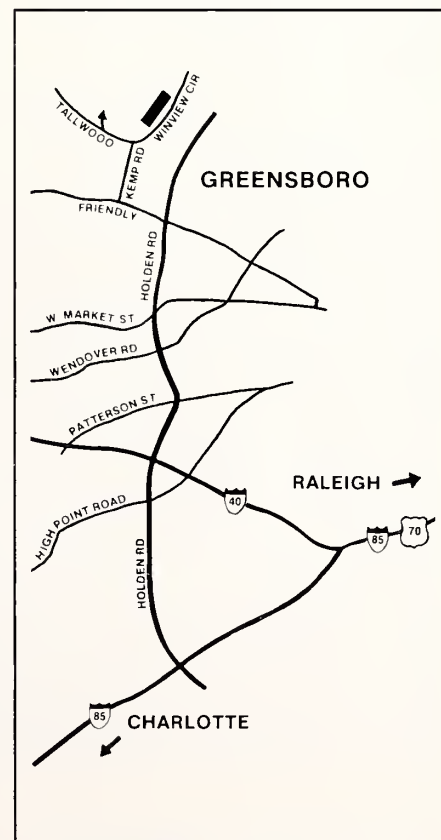 TALLWOOD
WINVIEW CIR
KEMP RD
GREENSBORO
FRIENDLY
HOLDEN RD
W MARKET ST
WENDOVER RD
PATTERSON ST
RALEIGH
40
70
85
HIGH POINT ROAD
HOLDEN RD
85
CHARLOTTE